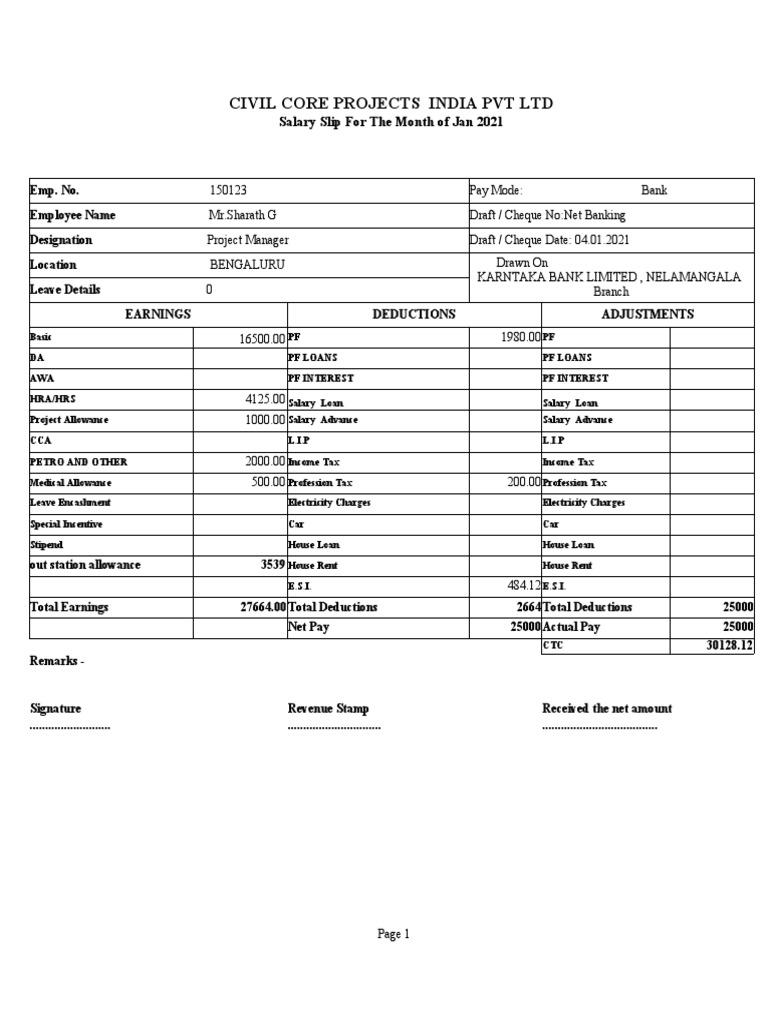 CIVIL CORE PROJECTS INDIA PVT LTD
Salary Slip For The Month of Jan 2021
Emp. No. 150123 Pay Mode: Bank
Employee Name Mr.Sharath G Draft / Cheque No:Net Banking
Designation Project Manager Draft / Cheque Date: 04.01.2021
Location BENGALURU Drawn On
KARNTAKA BANK LIMITED , NELAMANGALA
Leave Details 0 Branch
EARNINGS DEDUCTIONS ADJUSTMENTS
Basic 16500.00 PF 1980.00 PF
DA PF LOANS PF LOANS
AWA PF INTEREST PF INTEREST
HRA/HRS 4125.00 Salary Loan Salary Loan
Project Allowance 1000.00 Salary Advance Salary Advance
CCA L.I.P L.I.P
PETRO AND OTHER 2000.00 Income Tax Income Tax
Medical Allowance 500.00 Profession Tax 200.00 Profession Tax
Leave Encashment Electricity Charges Electricity Charges
Special Incentive Car Car
Stipend House Loan House Loan
out station allowance 3539 House Rent House Rent
E.S.I. 484.12 E.S.I.
Total Earnings 27664.00 Total Deductions 2664 Total Deductions 25000
Net Pay 25000 Actual Pay 25000
CTC 30128.12
Remarks -
Signature Revenue Stamp Received the net amount
.......................... .............................. .....................................
Page 1